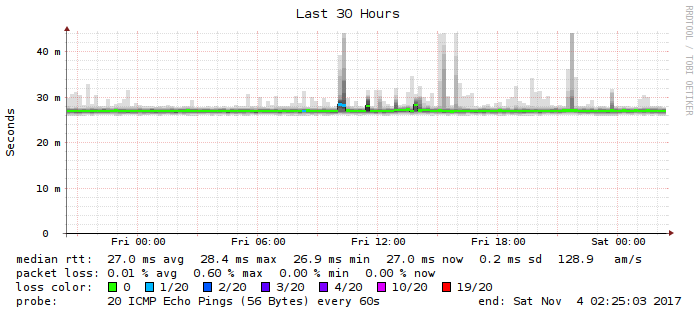 Last 30 Hours
RRDTOOL / TOBI OETIKER
Seconds
40 m
30 m
20 m
10 m
0
Fri 00:00 Fri 06:00 Fri 12:00 Fri 18:00 Sat 00:00
median rtt: 27.0 ms avg 28.4 ms max 26.9 ms min 27.0 ms now 0.2 ms sd 128.9 am/s
packet loss: 0.01 % avg 0.60 % max 0.00 % min 0.00 % now
loss color: 0 1/20 2/20 3/20 4/20 10/20 19/20
probe: 20 ICMP Echo Pings (56 Bytes) every 60s end: Sat Nov 4 02:25:03 2017